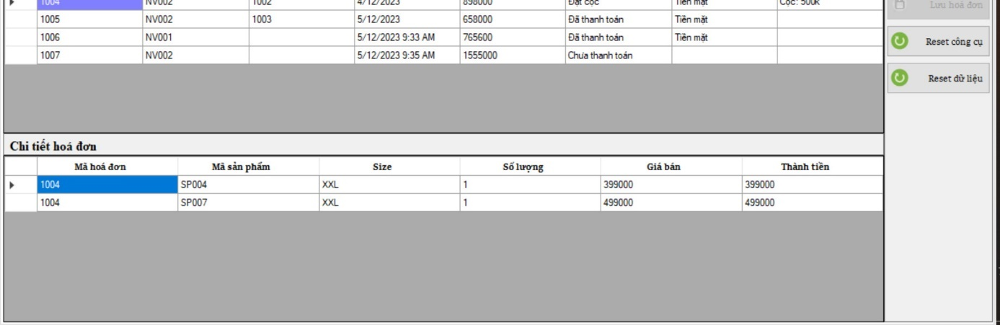 1004 NV002 1002 4/12/2023 898000 Đặt cọc Tiền mặt Cọc: 500k
Lưu hoá đơn
1005 NV002 1003 5/12/2023 658000 Đã thanh toán Tiền mặt
1006 NV001 5/12/2023 9:33 AM 765600 Đã thanh toán Tiền mặt
Reset công cụ
1007 NV002 5/12/2023 9:35 AM 1555000 Chưa thanh toán
Reset dữ liệu
Chi tiết hoá đơn
Mã hoá đơn Mã sản phẩm Size Số lượng Giá bán Thành tiền
1004 SP004 XXL 1 399000 399000
1004 SP007 XXL 1 499000 499000